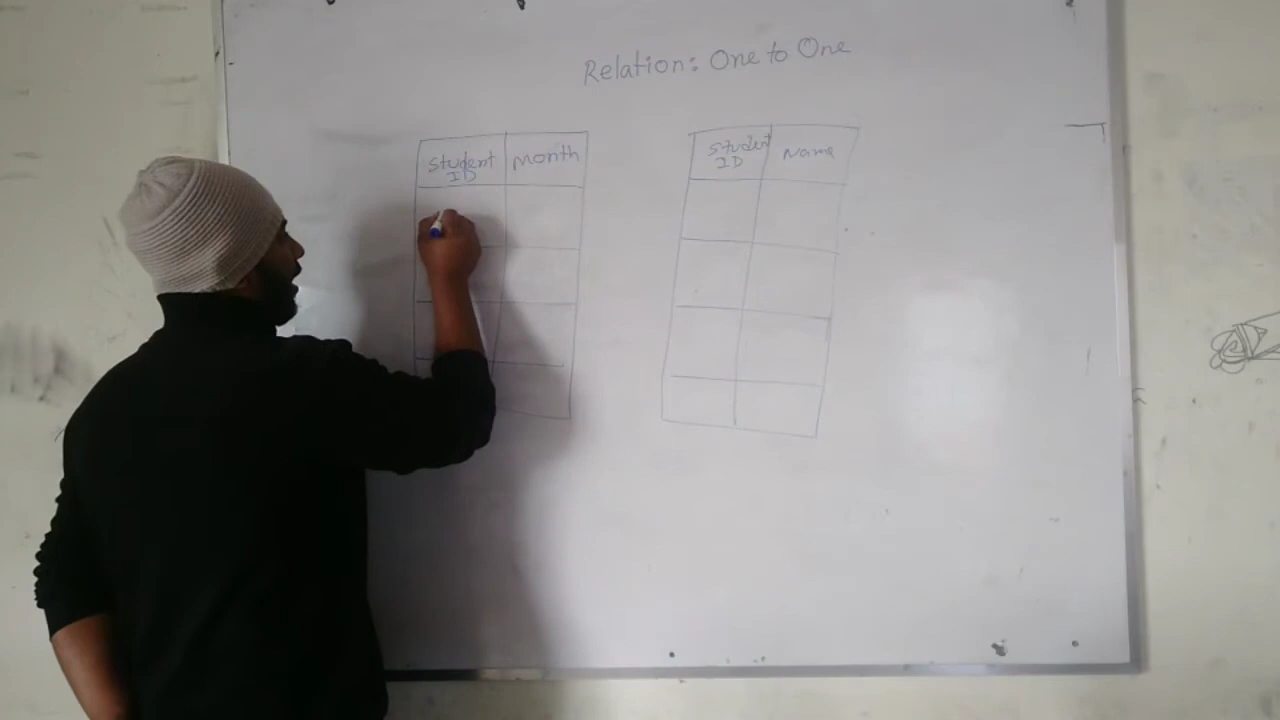 Relation: One to One
Student ID
Month
Student ID
Name